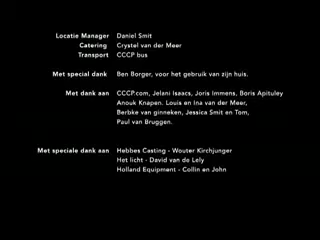 Locatie Manager Daniel Smit
Catering Crystel van der Meer
Transport CCCP bus
Met special dank Ben Borger, voor het gebruik van zijn huis.
Met dank aan CCCP.com, Jelani Isaacs, Joris Immens, Boris Apituley
Anouk Knapen. Louis en Ina van der Meer,
Berbke van ginneken, Jessica Smit en Tom,
Paul van Bruggen.
Met speciale dank aan Hebbes Casting - Wouter Kirchjunger
Het licht - David van de Lely
Holland Equipment - Collin en John